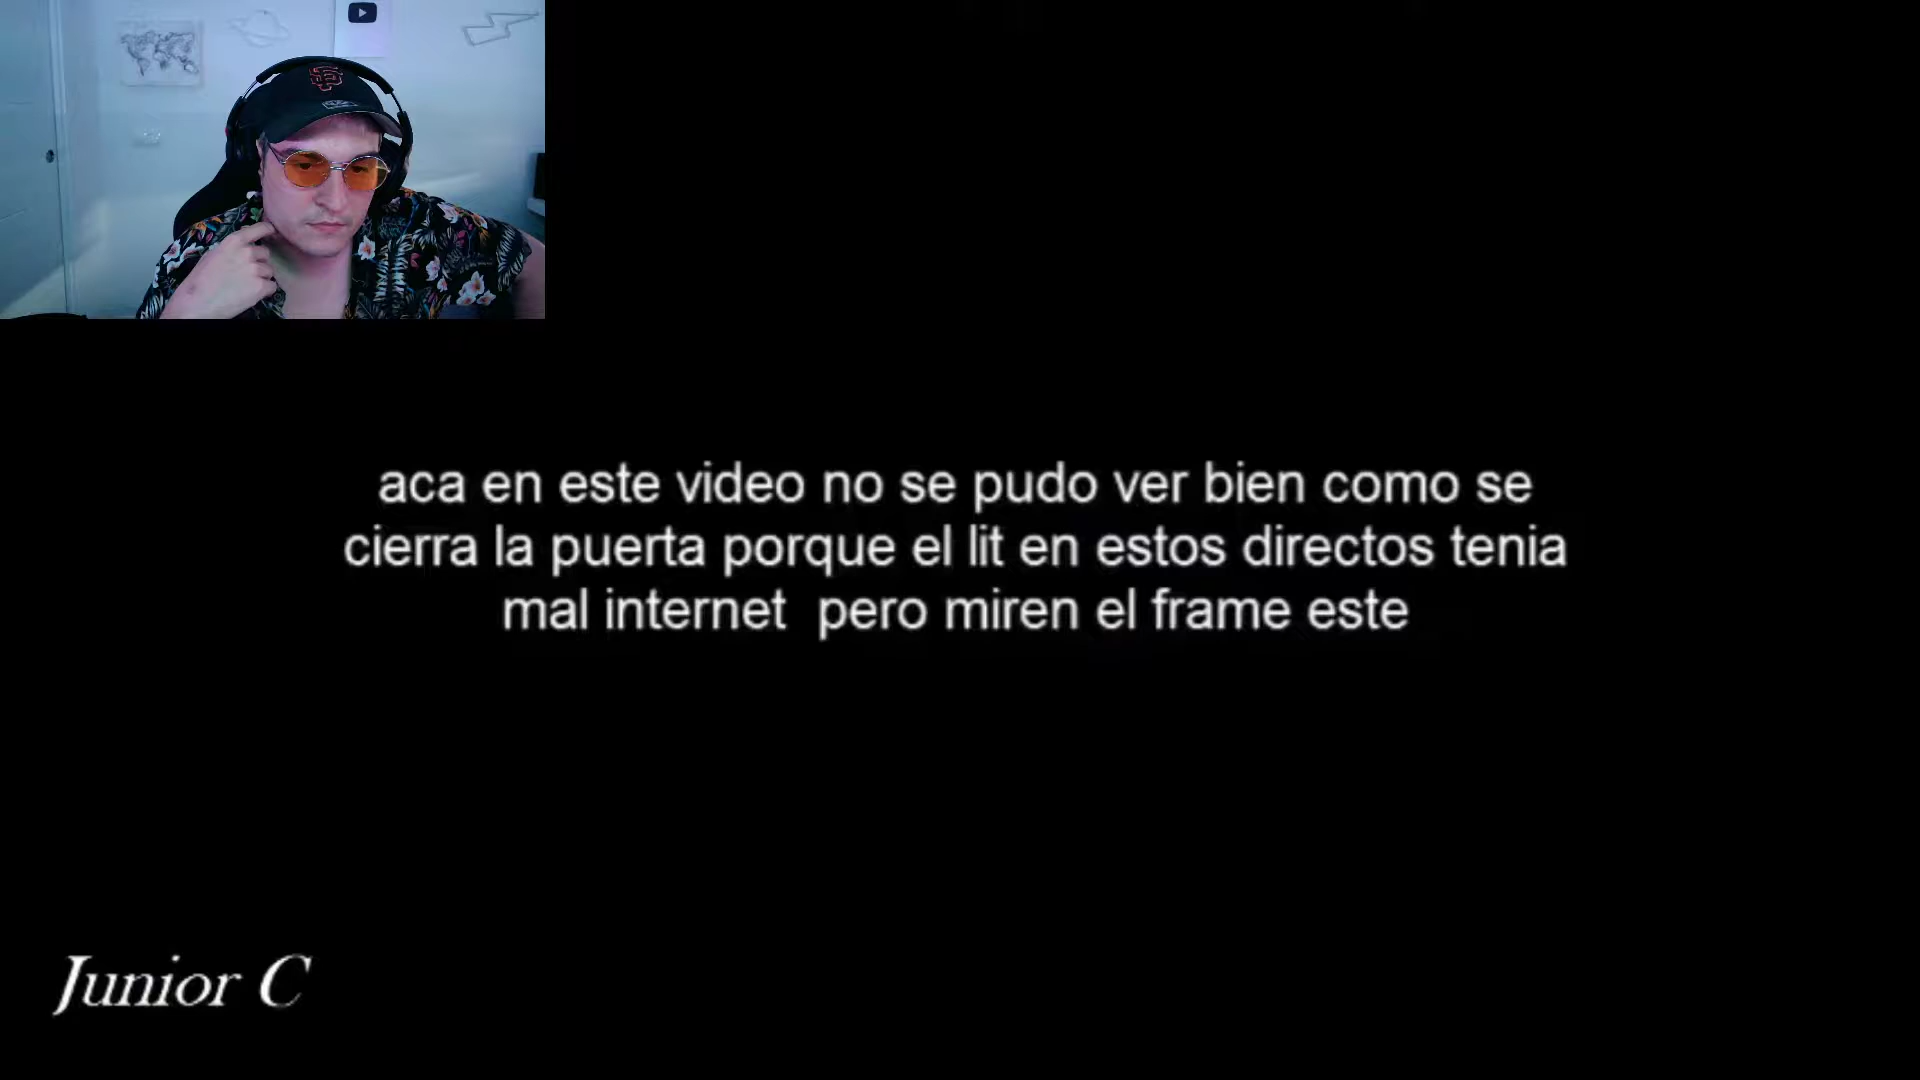 aca en este video no se pudo ver bien como se
cierra la puerta porque el lit en estos directos tenia
mal internet  pero miren el frame este
Junior C